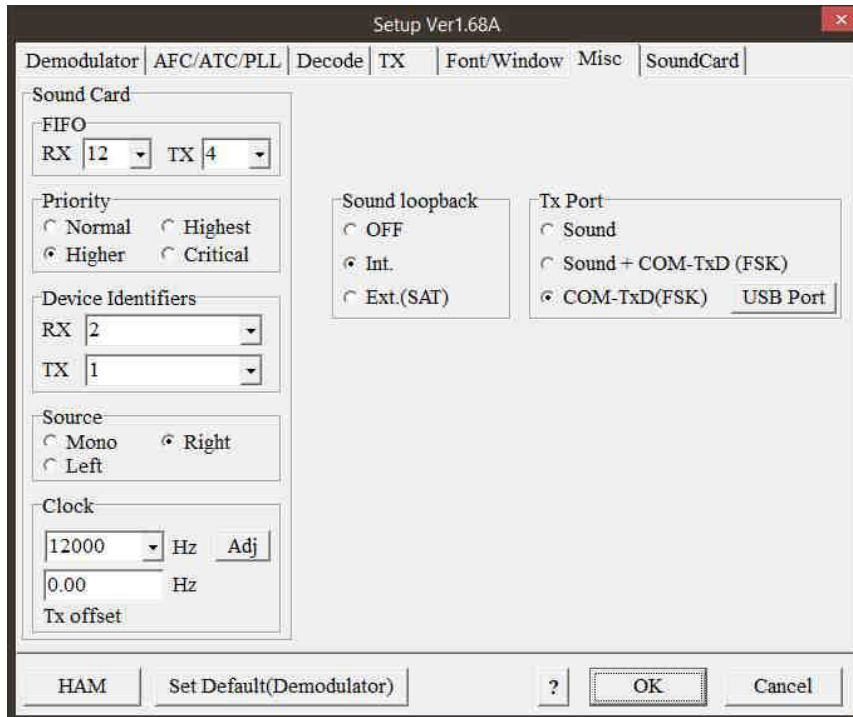 Setup Ver1.68A
×
Demodulator AFC/ATC/PLL Decode TX Font/Window Misc SoundCard
Sound Card
FIFO
RX 12 TX 4
Priority
Normal Highest
Higher Critical
Device Identifiers
RX 2
TX 1
Source
Mono Right
Left
Clock
12000 Hz Adj
0.00 Hz
Tx offset
Sound loopback
OFF
Int.
Ext.(SAT)
Tx Port
Sound
Sound + COM-TxD (FSK)
COM-TxD(FSK) USB Port
HAM Set Default(Demodulator) ? OK Cancel